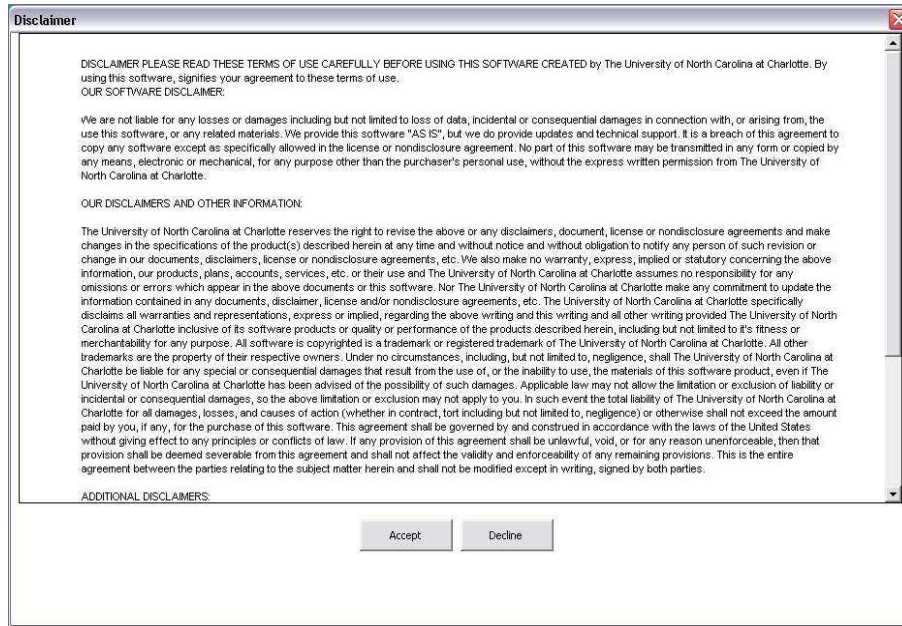 Disclaimer
DISCLAIMER PLEASE READ THESE TERMS OF USE CAREFULLY BEFORE USING THIS SOFTWARE CREATED by The University of North Carolina at Charlotte. By
using this software, signifies your agreement to these terms of use.
OUR SOFTWARE DISCLAIMER:
We are not liable for any losses or damages including but not limited to loss of data, incidental or consequential damages in connection with, or arising from, the
use this software, or any related materials. We provide this software "AS IS", but we do provide updates and technical support. It is a breach of this agreement to
copy any software except as specifically allowed in the license or nondisclosure agreement. No part of this software may be transmitted in any form or copied by
any means, electronic or mechanical, for any purpose other than the purchaser's personal use, without the express written permission from The University of
North Carolina at Charlotte.
OUR DISCLAIMERS AND OTHER INFORMATION:
The University of North Carolina at Charlotte reserves the right to revise the above or any disclaimers, document, license or nondisclosure agreements and make
changes in the specifications of the product(s) described herein at any time and without notice and without obligation to notify any person of such revision or
change in our documents, disclaimers, license or nondisclosure agreements, etc. We also make no warranty, express, implied or statutory concerning the above
information, our products, plans, accounts, services, etc. or their use and The University of North Carolina at Charlotte assumes no responsibility for any
omissions or errors which appear in the above documents or this software. Nor The University of North Carolina at Charlotte make any commitment to update the
information contained in any documents, disclaimer, license and/or nondisclosure agreements, etc. The University of North Carolina at Charlotte specifically
disclaims all warranties and representations, express or implied, regarding the above writing and this writing and all other writing provided The University of North
Carolina at Charlotte inclusive of its software products or quality or performance of the products described herein, including but not limited to it's fitness or
merchantability for any purpose. All software is copyrighted is a trademark or registered trademark of The University of North Carolina at Charlotte. All other
trademarks are the property of their respective owners. Under no circumstances, including, but not limited to, negligence, shall The University of North Carolina at
Charlotte be liable for any special or consequential damages that result from the use of, or the inability to use, the materials of this software product, even if The
University of North Carolina at Charlotte has been advised of the possibility of such damages. Applicable law may not allow the limitation or exclusion of liability or
incidental or consequential damages, so the above limitation or exclusion may not apply to you. In such event the total liability of The University of North Carolina at
Charlotte for all damages, losses, and causes of action (whether in contract, tort including but not limited to, negligence) or otherwise shall not exceed the amount
paid by you, if any, for the purchase of this software. This agreement shall be governed by and construed in accordance with the laws of the United States
without giving effect to any principles or conflicts of law. If any provision of this agreement shall be unlawful, void, or for any reason unenforceable, then that
provision shall be deemed severable from this agreement and shall not affect the validity and enforceability of any remaining provisions. This is the entire
agreement between the parties relating to the subject matter herein and shall not be modified except in writing, signed by both parties.
ADDITIONAL DISCLAIMERS:
Accept Decline